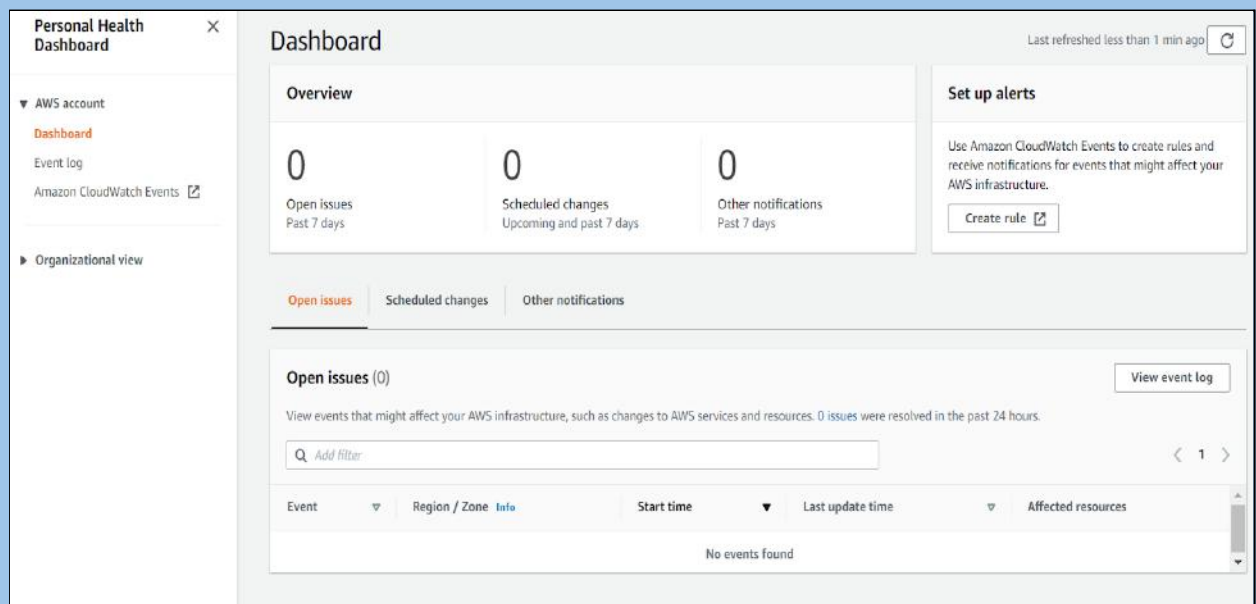 Personal Health
Dashboard
AWS account
Dashboard
Event log
Amazon CloudWatch Events
Organizational view
Dashboard
Last refreshed less than 1 min ago
Overview
0
Open issues
Past 7 days
0
Scheduled changes
Upcoming and past 7 days
0
Other notifications
Past 7 days
Set up alerts
Use Amazon CloudWatch Events to create rules and
receive notifications for events that might affect your
AWS infrastructure.
Create rule
Open issues
Scheduled changes
Other notifications
Open issues (0)
View event log
View events that might affect your AWS infrastructure, such as changes to AWS services and resources. 0 issues were resolved in the past 24 hours.
Add filter
1
Event
Region / Zone Info
Start time
Last update time
Affected resources
No events found